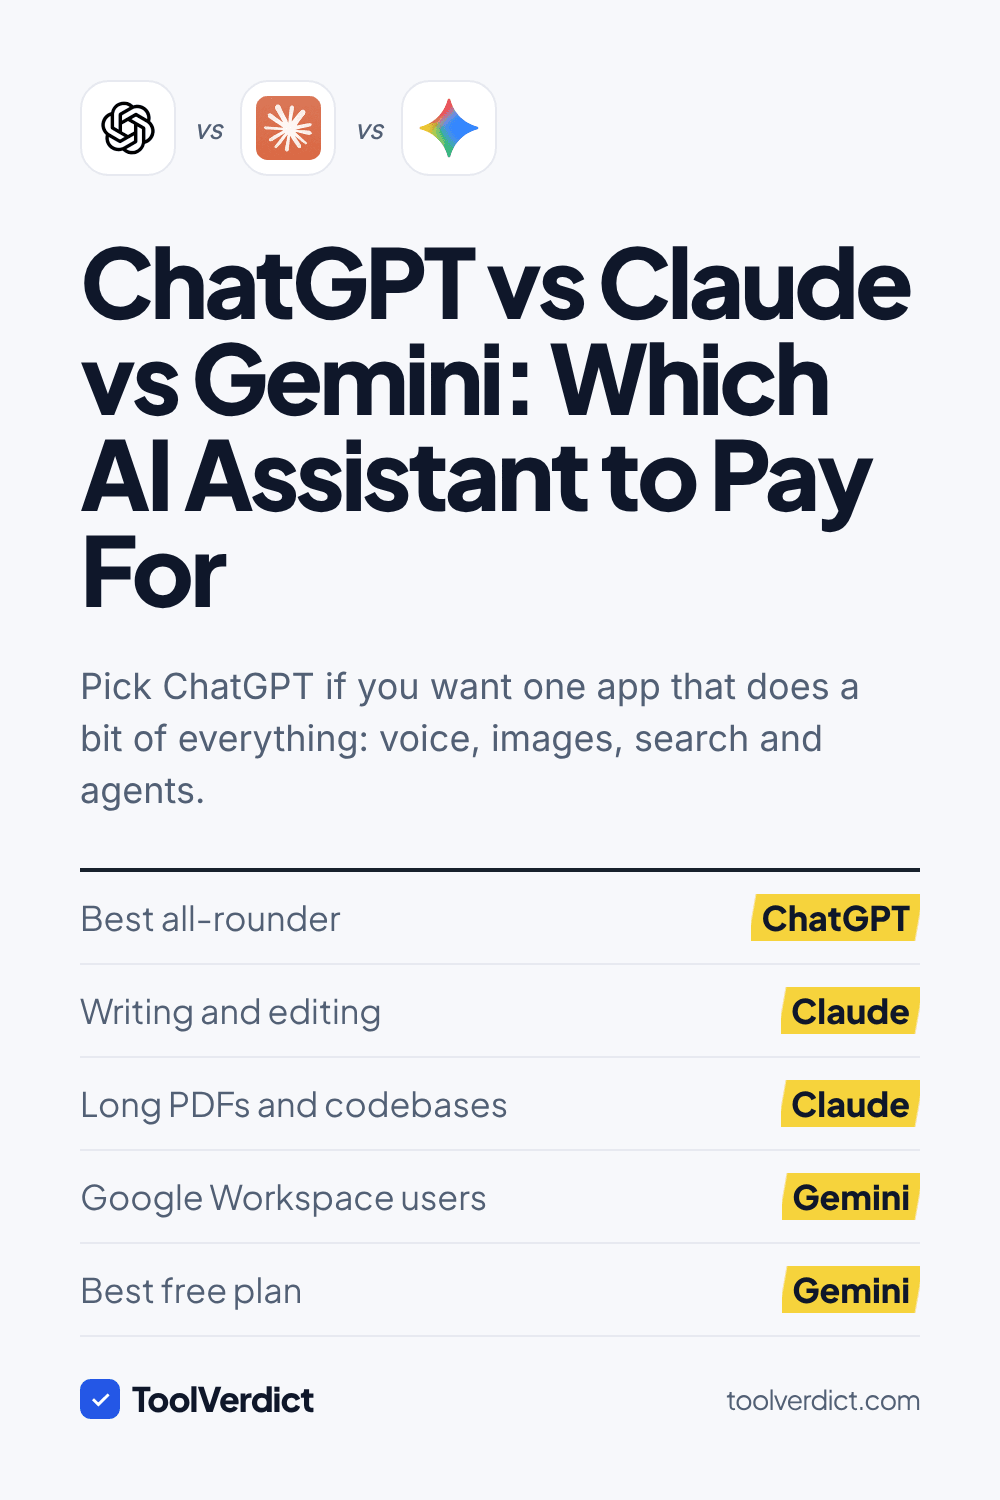 vs vs
ChatGPT vs Claude
vs Gemini: Which
AI Assistant to Pay
For
Pick ChatGPT if you want one app that does a
bit of everything: voice, images, search and
agents.
Best all-rounder ChatGPT
Writing and editing Claude
Long PDFs and codebases Claude
Google Workspace users Gemini
Best free plan Gemini
ToolVerdict toolverdict.com